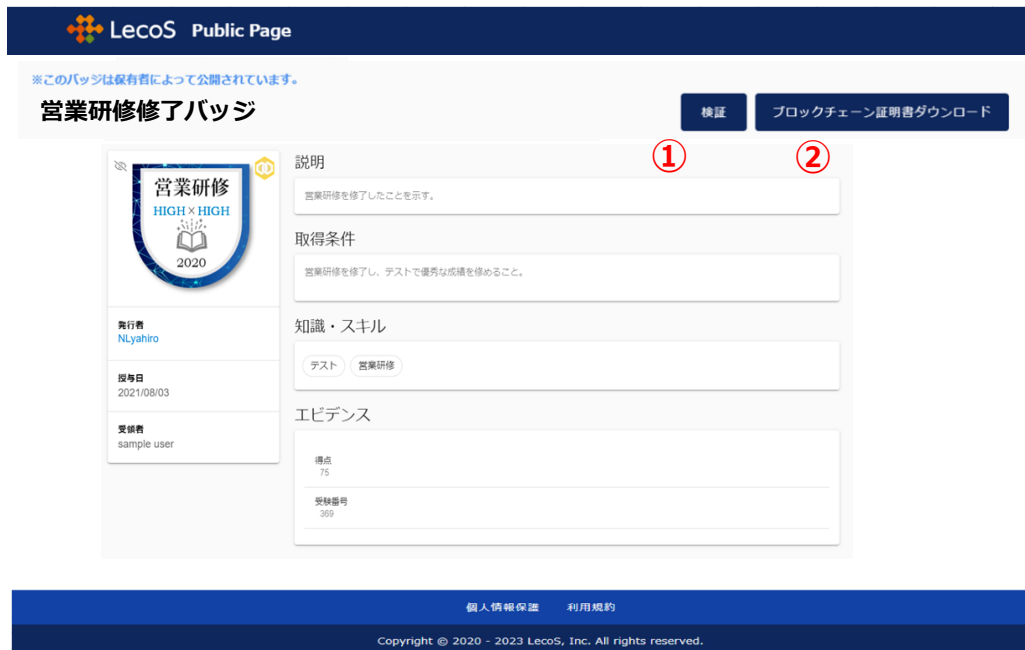 LecoS Public Page
※このバッジは保有者によって公開されています。
営業研修修了バッジ
検証
ブロックチェーン証明書ダウンロード
①
②
営業研修
HIGH×HIGH
2020
発行者
NLyahiro
授与日
2021/08/03
受領者
sample user
説明
営業研修を修了したことを示す。
取得条件
営業研修を修了し、テストで優秀な成績を修めること。
知識・スキル
テスト 営業研修
エビデンス
得点
75
受験番号
369
個人情報保護 利用規約
Copyright © 2020 - 2023 LecoS, Inc. All rights reserved.